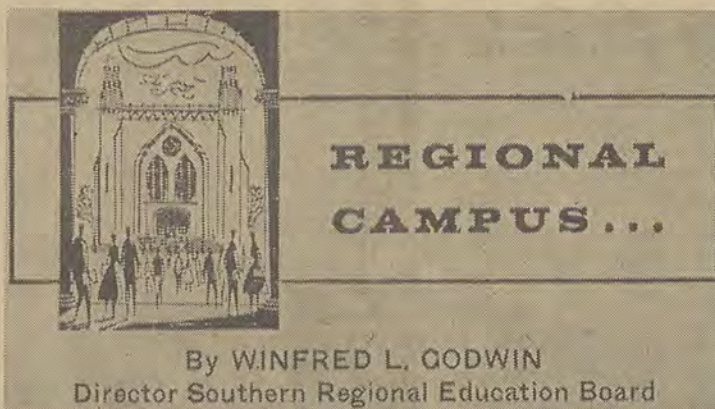 REGIONAL
CAMPUS...
By WINFRED L. GODWIN
Director Southern Regional Education Board